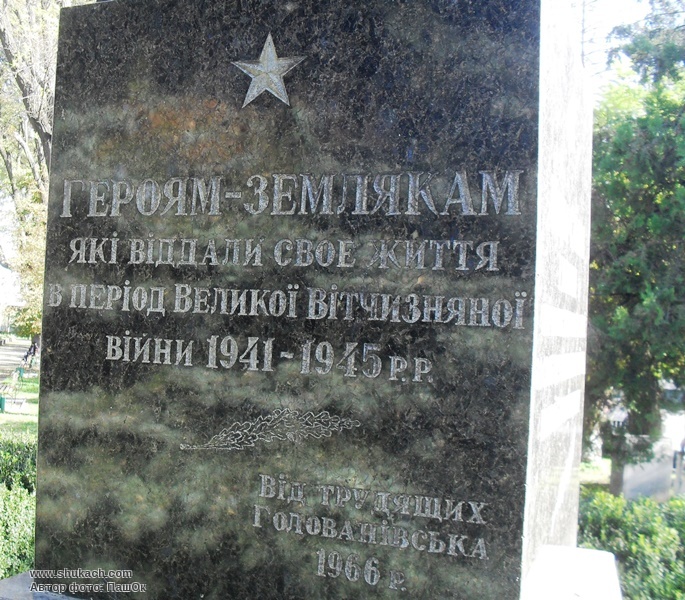 ГЕРОЯМ-ЗЕМЛЯКАМ
ЯКІ ВІДДАЛИ СВОЕ ЖИТТЯ
В ПЕРІОД ВЕЛИКОЇ ВІТЧИЗНЯНОЇ
ВІЙНИ 1941-1945 Р.Р.
ВІД ТРУДЯЩИХ
ГОЛОВАНІВСЬКА
1966 Р.
www.shukach.com
Автор фото: ПашОк